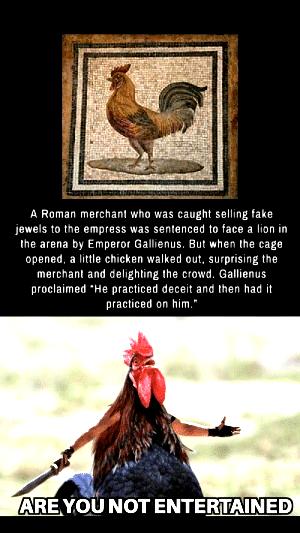 A Roman merchant who was caught selling fake
jewels to the empress was sentenced to face a lion in
the arena by Emperor Gallienus. But when the cage
opened, a little chicken walked out, surprising the
merchant and delighting the crowd. Gallienus
proclaimed "He practiced deceit and then had it
practiced on him."
ARE YOU NOT ENTERTAINED